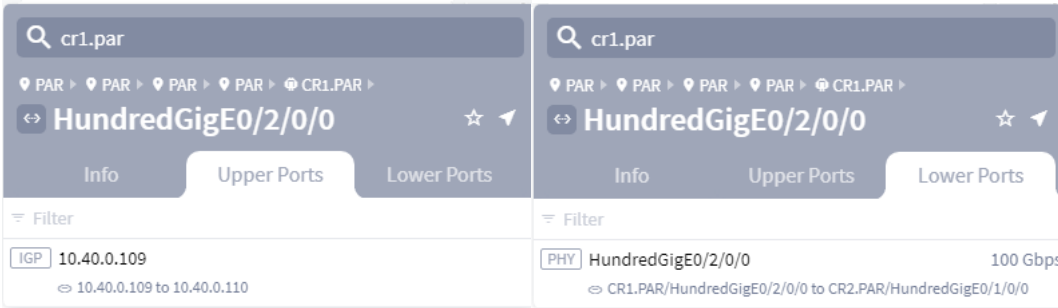 cr1.par
PAR PAR PAR PAR CR1.PAR
HundredGigE0/2/0/0
Info Upper Ports Lower Ports
Filter
IGP 10.40.0.109
10.40.0.109 to 10.40.0.110
cr1.par
PAR PAR PAR PAR CR1.PAR
HundredGigE0/2/0/0
Info Upper Ports Lower Ports
Filter
PHY HundredGigE0/2/0/0 100 Gbps
CR1.PAR/HundredGigE0/2/0/0 to CR2.PAR/HundredGigE0/1/0/0